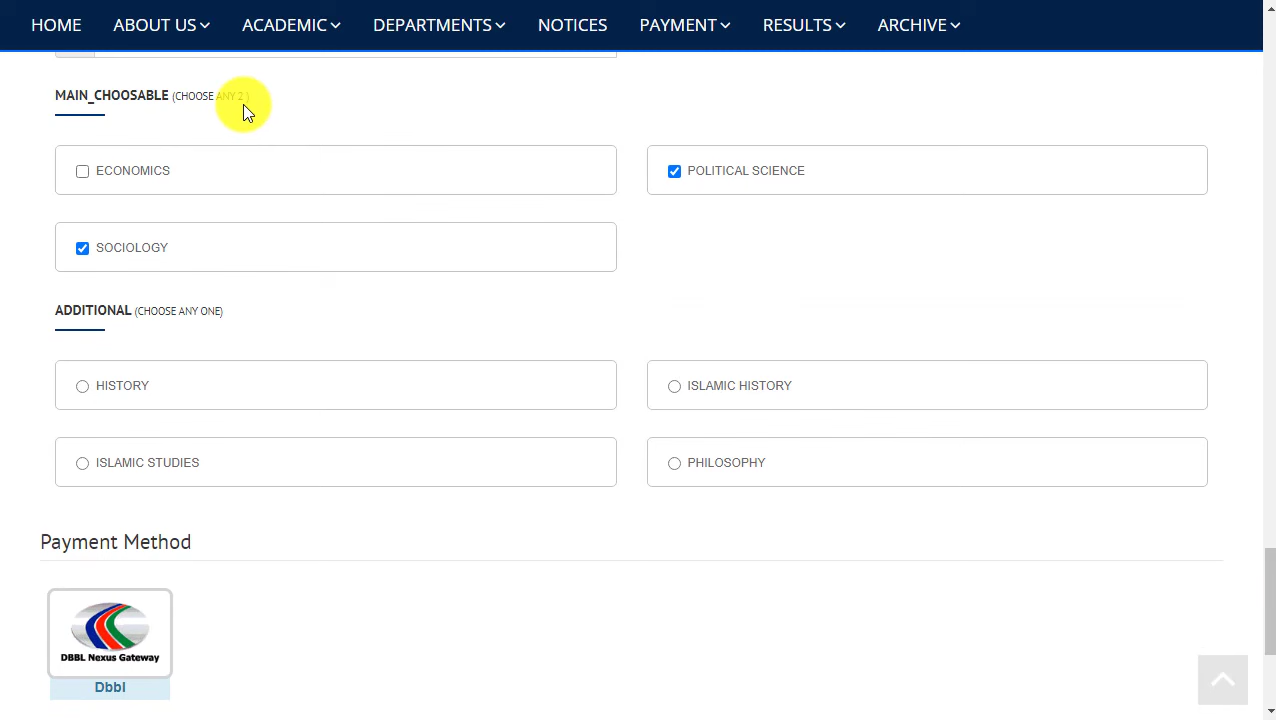 HOME ABOUT US ACADEMIC DEPARTMENTS NOTICES PAYMENT RESULTS ARCHIVE
MAIN_CHOOSABLE (CHOOSE ANY 2 )
ECONOMICS POLITICAL SCIENCE
SOCIOLOGY
ADDITIONAL (CHOOSE ANY ONE)
HISTORY ISLAMIC HISTORY
ISLAMIC STUDIES PHILOSOPHY
Payment Method
DBBL Nexus Gateway
Dbbl